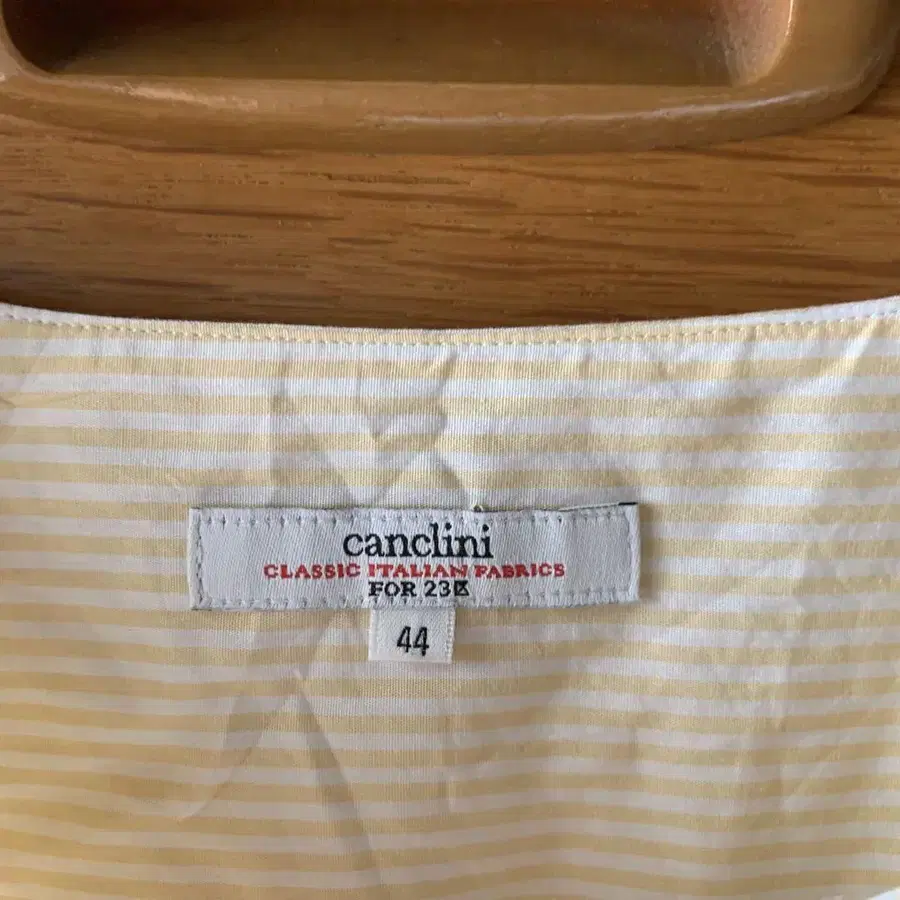 canclini
CLASSIC ITALIAN FABRICS
FOR 23区
44